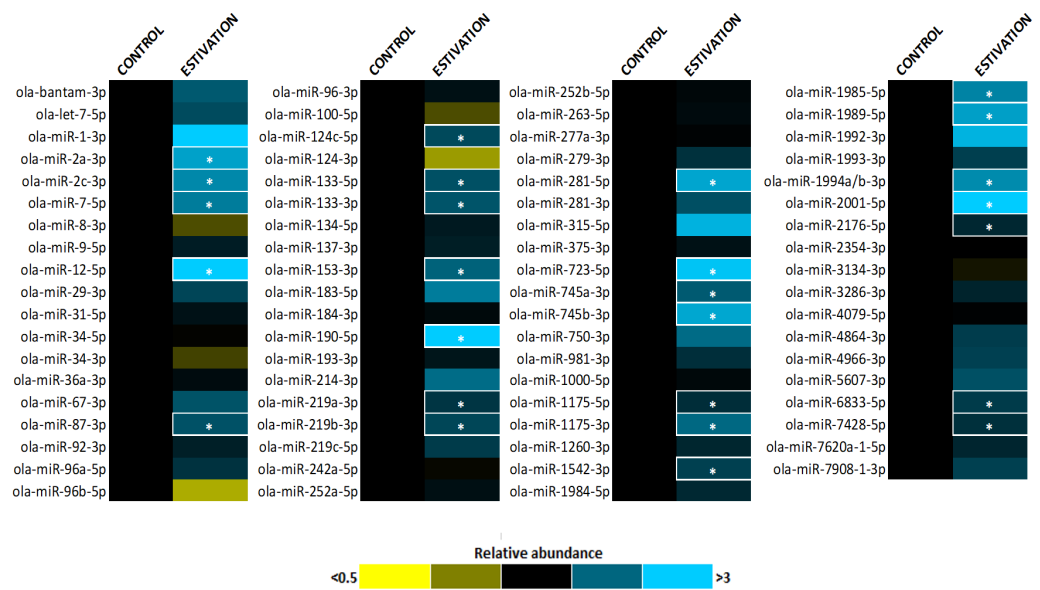 CONTROL ESTIVATION CONTROL ESTIVATION CONTROL ESTIVATION CONTROL ESTIVATION
ola-bantam-3p
ola-let-7-5p
ola-miR-1-3p
ola-miR-2a-3p *
ola-miR-2c-3p *
ola-miR-7-5p *
ola-miR-8-3p
ola-miR-9-5p
ola-miR-12-5p *
ola-miR-29-3p
ola-miR-31-5p
ola-miR-34-5p
ola-miR-34-3p
ola-miR-36a-3p
ola-miR-67-3p
ola-miR-87-3p *
ola-miR-92-3p
ola-miR-96a-5p
ola-miR-96b-5p
ola-miR-96-3p
ola-miR-100-5p
ola-miR-124c-5p *
ola-miR-124-3p
ola-miR-133-5p *
ola-miR-133-3p *
ola-miR-134-5p
ola-miR-137-3p
ola-miR-153-3p *
ola-miR-183-5p
ola-miR-184-3p
ola-miR-190-5p *
ola-miR-193-3p
ola-miR-214-3p
ola-miR-219a-3p *
ola-miR-219b-3p *
ola-miR-219c-5p
ola-miR-242a-5p
ola-miR-252a-5p
ola-miR-252b-5p
ola-miR-263-5p
ola-miR-277a-3p
ola-miR-279-3p
ola-miR-281-5p *
ola-miR-281-3p
ola-miR-315-5p
ola-miR-375-3p
ola-miR-723-5p *
ola-miR-745a-3p *
ola-miR-745b-3p *
ola-miR-750-3p
ola-miR-981-3p
ola-miR-1000-5p
ola-miR-1175-5p *
ola-miR-1175-3p *
ola-miR-1260-3p
ola-miR-1542-3p *
ola-miR-1984-5p
ola-miR-1985-5p *
ola-miR-1989-5p *
ola-miR-1992-3p
ola-miR-1993-3p
ola-miR-1994a/b-3p *
ola-miR-2001-5p *
ola-miR-2176-5p *
ola-miR-2354-3p
ola-miR-3134-3p
ola-miR-3286-3p
ola-miR-4079-5p
ola-miR-4864-3p
ola-miR-4966-3p
ola-miR-5607-3p
ola-miR-6833-5p *
ola-miR-7428-5p *
ola-miR-7620a-1-5p
ola-miR-7908-1-3p
Relative abundance
<0.5 >3